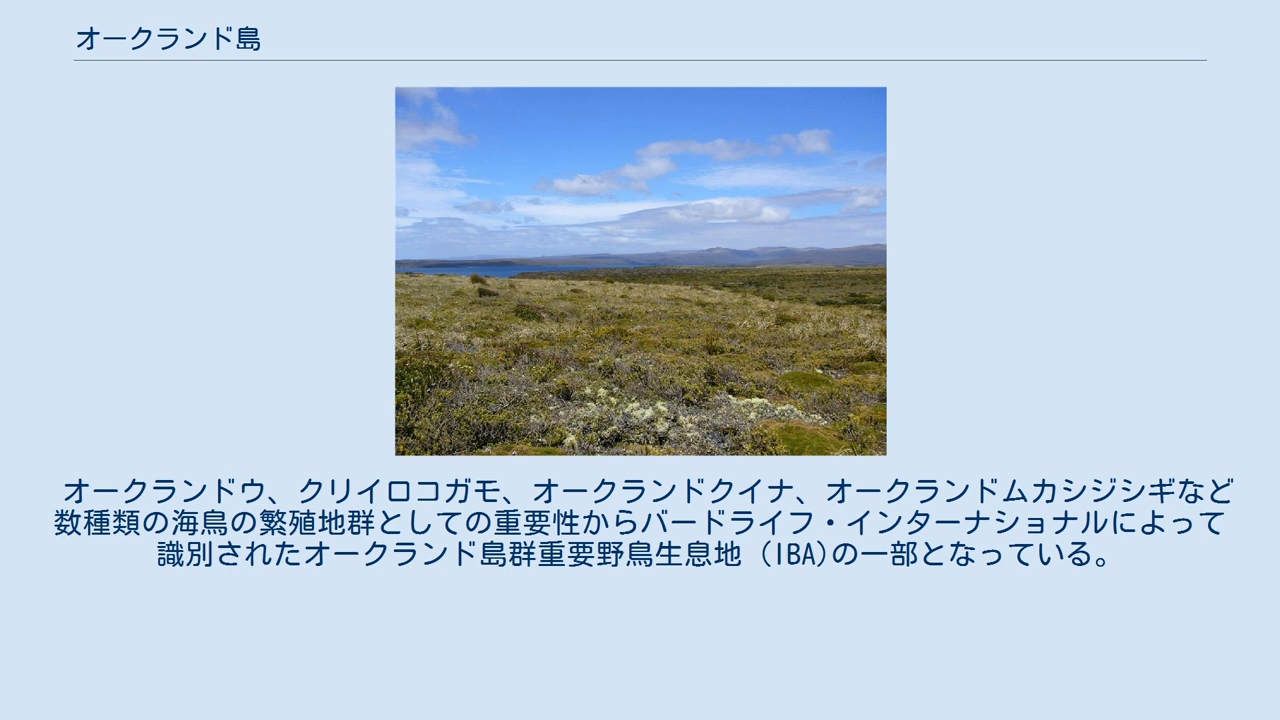 オークランド島
オークランドウ、クリイロコガモ、オークランドクイナ、オークランドムカシジシギなど
数種類の海鳥の繁殖地群としての重要性からバードライフ・インターナショナルによって
識別されたオークランド島群重要野鳥生息地 (IBA)の一部となっている。